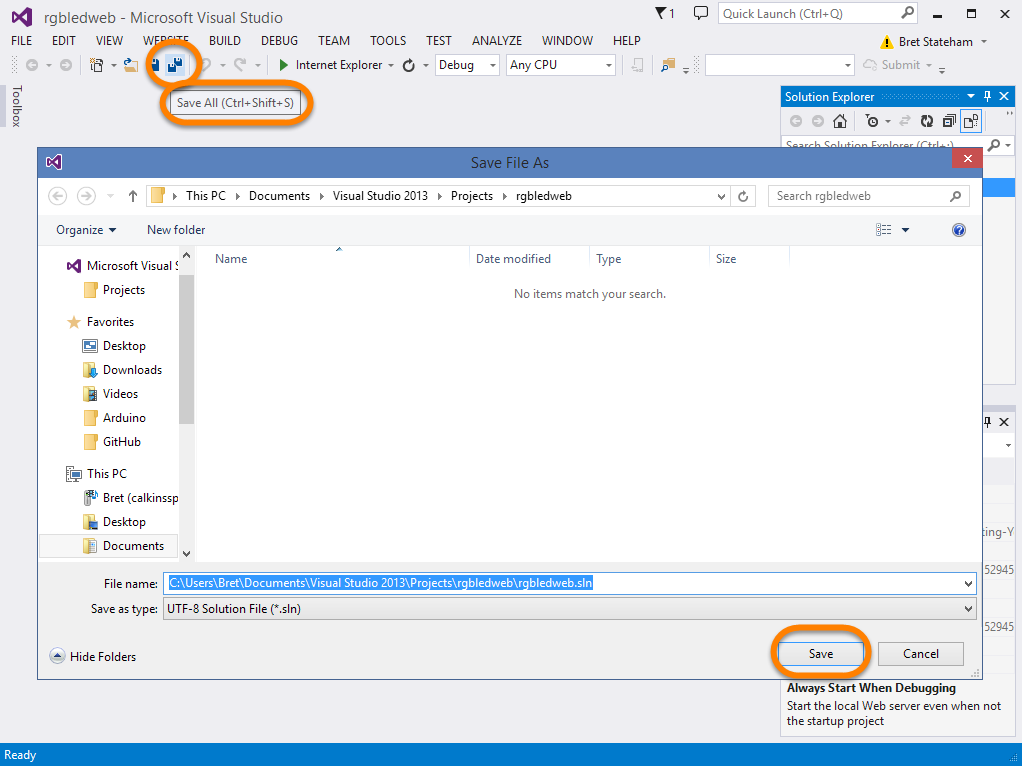 rgbledweb - Microsoft Visual Studio
1
Quick Launch (Ctrl+Q)
FILE EDIT VIEW WEBSITE BUILD DEBUG TEAM TOOLS TEST ANALYZE WINDOW HELP
Bret Stateham
Internet Explorer
Debug
Any CPU
Submit
Toolbox
Save All (Ctrl+Shift+S)
Solution Explorer
Search Solution Explorer (Ctrl+;)
Save File As
This PC
Documents
Visual Studio 2013
Projects
rgbledweb
Search rgbledweb
Organize
New folder
Name
Date modified
Type
Size
No items match your search.
Microsoft Visual S
Projects
Favorites
Desktop
Downloads
Videos
Arduino
GitHub
This PC
Bret (calkinssp
Desktop
Documents
ting-Y
52945
52945
File name: C:\Users\Bret\Documents\Visual Studio 2013\Projects\rgbledweb\rgbledweb.sln
Save as type: UTF-8 Solution File (*.sln)
Hide Folders
Save
Cancel
Always Start When Debugging
Start the local Web server even when not
the startup project
Ready